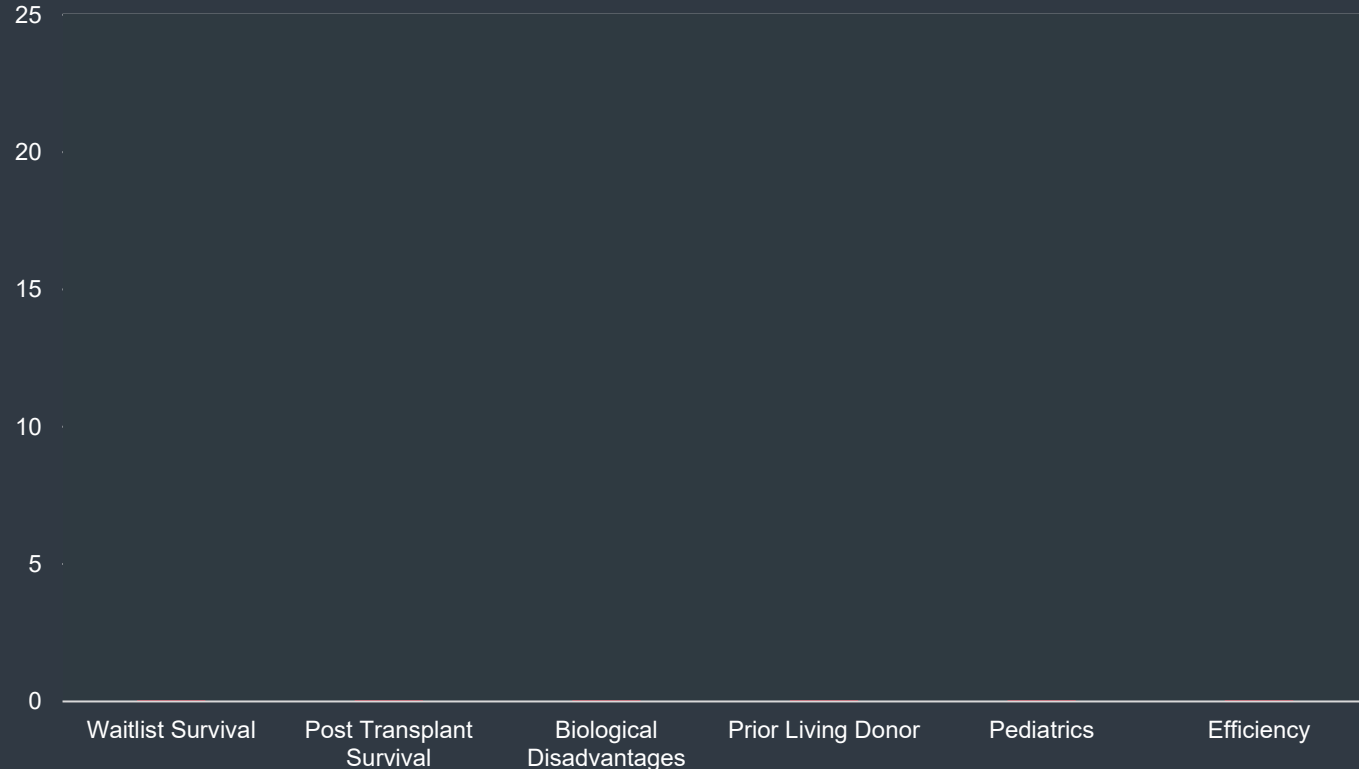 25
20
15
10
5
0
Waitlist Survival
Post Transplant
Survival
Biological
Disadvantages
Prior Living Donor
Pediatrics
Efficiency